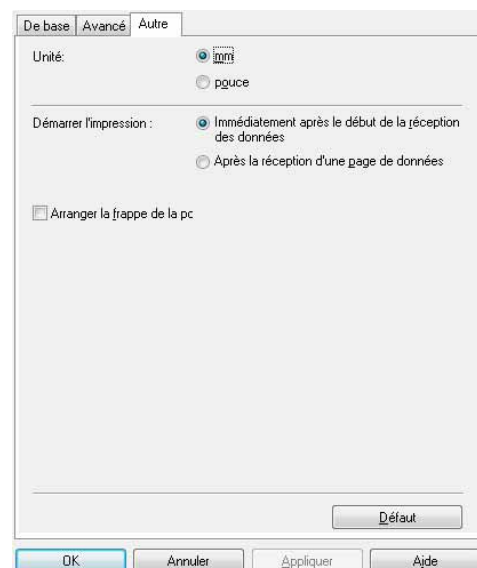 De base Avancé Autre
Unité: mm
pouce
Démarrer l'impression : Immédiatement après le début de la réception
des données
Après la réception d'une page de données
Arranger la frappe de la pc
Défaut
OK Annuler Appliquer Aide